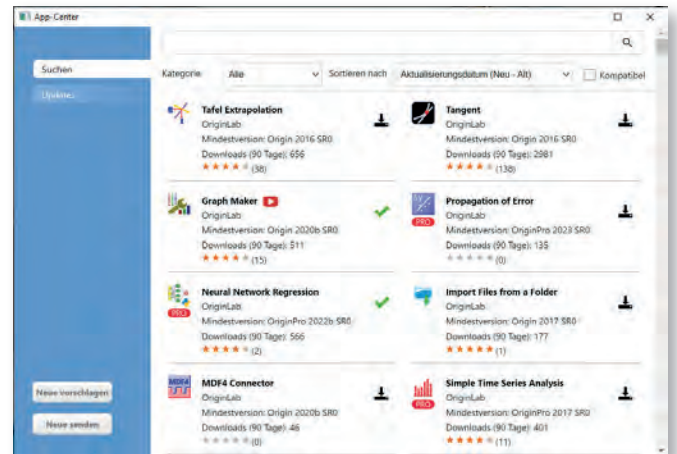 App-Center
Suchen
Updates
Kategorie Alle Sortieren nach Aktualisierungsdatum (Neu - Alt) Kompatibel
Tafel Extrapolation
OriginLab
Mindestversion: Origin 2016 SR0
Downloads (90 Tage): 656
(38)
Tangent
OriginLab
Mindestversion: Origin 2016 SR0
Downloads (90 Tage): 2981
(138)
Graph Maker
OriginLab
Mindestversion: Origin 2020b SR0
Downloads (90 Tage): 511
(15)
PRO
Propagation of Error
OriginLab
Mindestversion: OriginPro 2023 SR0
Downloads (90 Tage): 135
(0)
PRO
Neural Network Regression
OriginLab
Mindestversion: OriginPro 2022b SR0
Downloads (90 Tage): 566
(2)
Import Files from a Folder
OriginLab
Mindestversion: Origin 2017 SR0
Downloads (90 Tage): 177
(1)
MDF4
MDF4 Connector
OriginLab
Mindestversion: Origin 2020b SR0
Downloads (90 Tage): 46
(0)
PRO
Simple Time Series Analysis
OriginLab
Mindestversion: OriginPro 2017 SR0
Downloads (90 Tage): 401
(11)
Neue vorschlagen
Neue senden